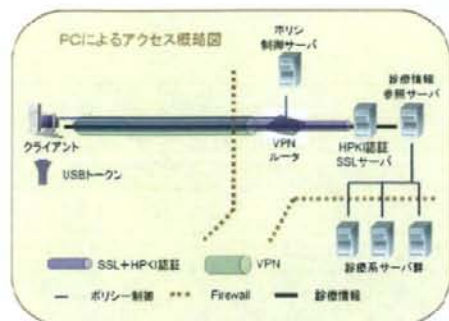 PCによるアクセス概略図
ポリシ
制御サーバ
診療情報
参照サーバ
クライアント
USBトークン
VPN
ルータ
HPKI認証
SSLサーバ
診療系サーバ群
SSL+HPKI認証
VPN
ポリシー制御
Firewall
診療情報